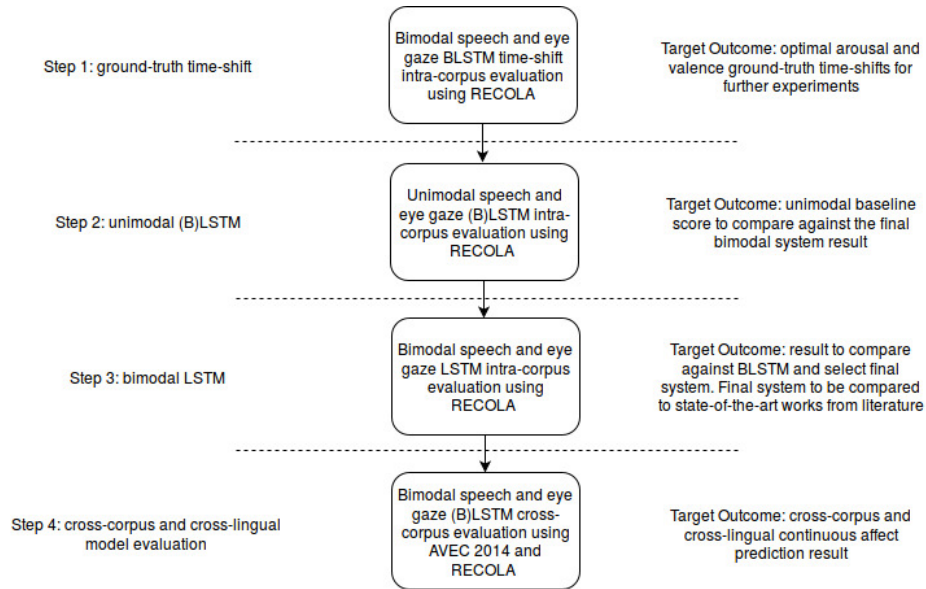 Step 1: ground-truth time-shift
Bimodal speech and eye
gaze BLSTM time-shift
intra-corpus evaluation
using RECOLA
Target Outcome: optimal arousal and
valence ground-truth time-shifts for
further experiments
Step 2: unimodal (B)LSTM
Unimodal speech and
eye gaze (B)LSTM intra-
corpus evaluation using
RECOLA
Target Outcome: unimodal baseline
score to compare against the final
bimodal system result
Step 3: bimodal LSTM
Bimodal speech and eye
gaze LSTM intra-corpus
evaluation using
RECOLA
Target Outcome: result to compare
against BLSTM and select final
system. Final system to be compared
to state-of-the-art works from literature
Step 4: cross-corpus and cross-lingual
model evaluation
Bimodal speech and eye
gaze (B)LSTM cross-
corpus evaluation using
AVEC 2014 and
RECOLA
Target Outcome: cross-corpus and
cross-lingual continuous affect
prediction result